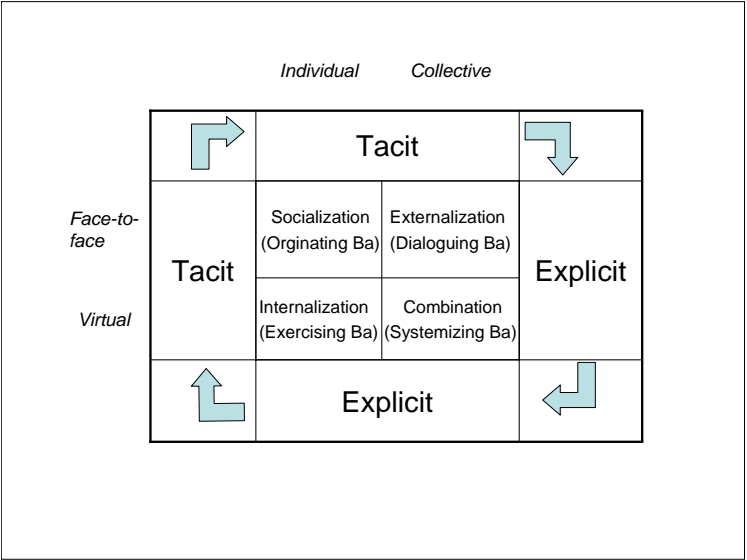 Individual Collective
Tacit
Face-to-
face
Socialization
(Orginating Ba)
Externalization
(Dialoguing Ba)
Tacit
Explicit
Virtual
Internalization
(Exercising Ba)
Combination
(Systemizing Ba)
Explicit